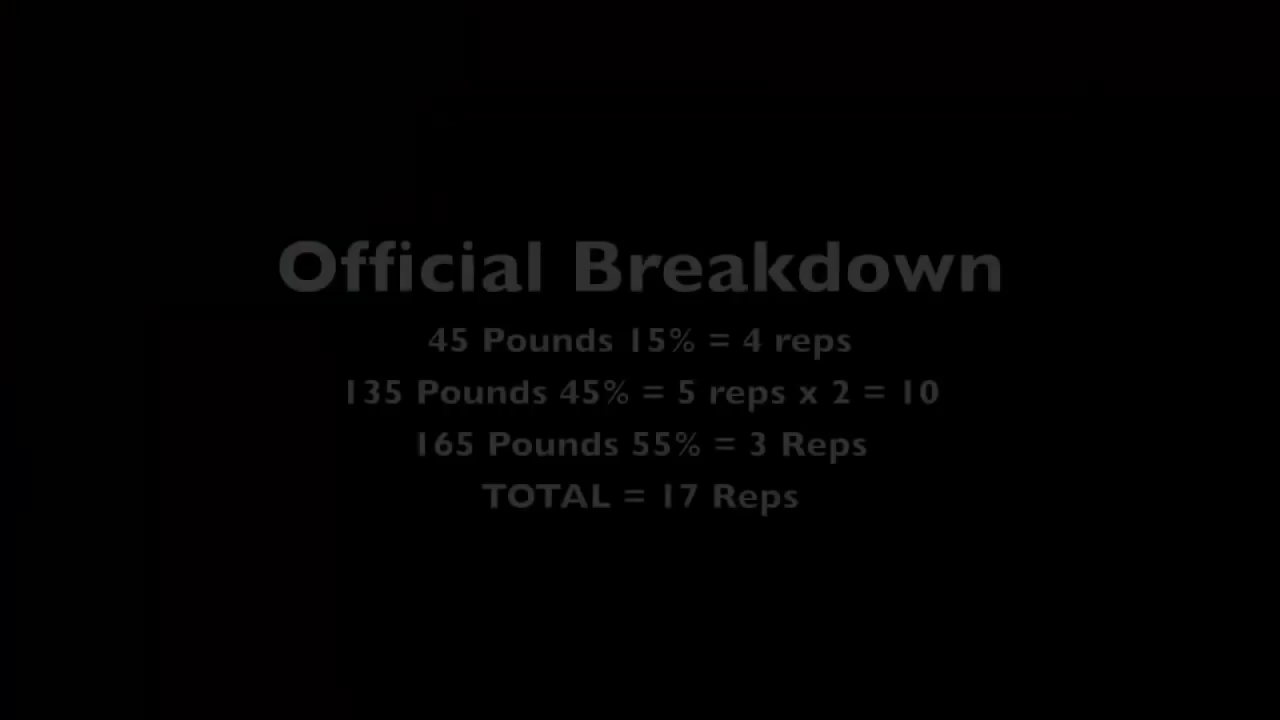 Official Breakdown
45 Pounds 15% = 4 reps
135 Pounds 45% = 5 reps x 2 = 10
165 Pounds 55% = 3 Reps
TOTAL = 17 Reps